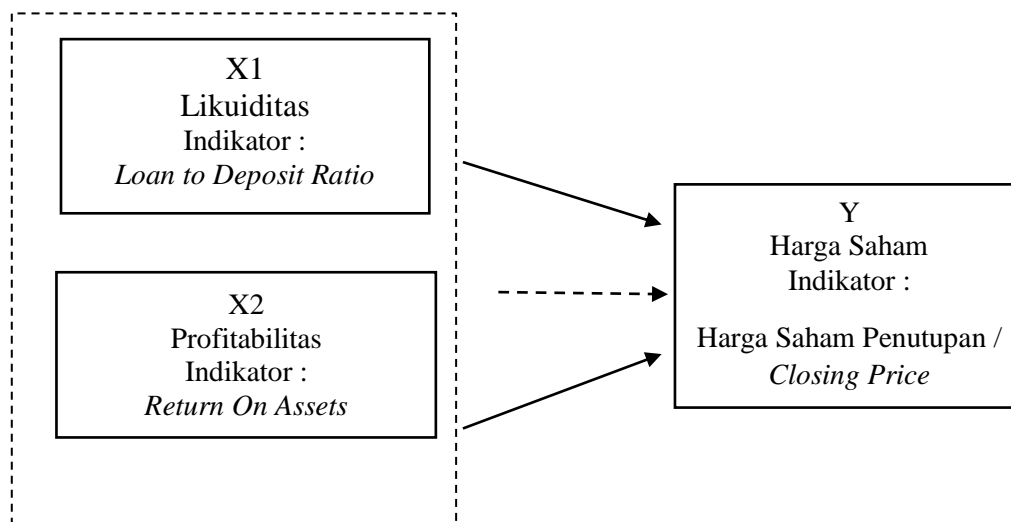 X1
Likuiditas
Indikator :
Loan to Deposit Ratio
X2
Profitabilitas
Indikator :
Return On Assets
Y
Harga Saham
Indikator :
Harga Saham Penutupan /
Closing Price